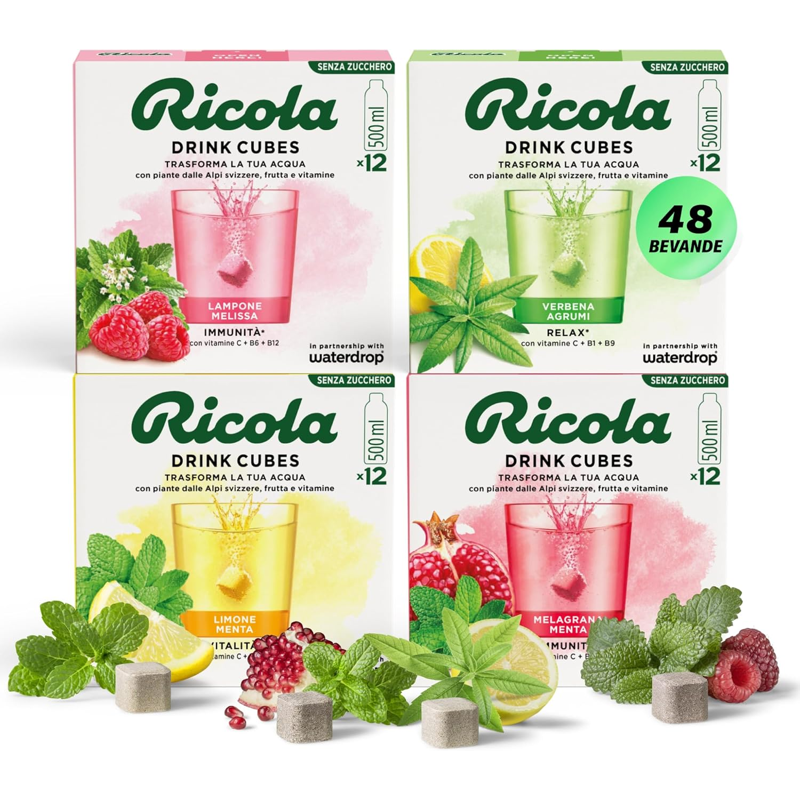 SENZA ZUCCHERO
Ricola
DRINK CUBES
TRASFORMA LA TUA ACQUA
con piante dalle Alpi svizzere, frutta e vitamine
500 ml
x12
LAMPONE
MELISSA
IMMUNITÀ*
con vitamine C + B6 + B12
in partnership with
waterdrop
SENZA ZUCCHERO
Ricola
DRINK CUBES
TRASFORMA LA TUA ACQUA
con piante dalle Alpi svizzere, frutta e vitamine
500 ml
x12
48
BEVANDE
VERBENA
AGRUMI
RELAX*
con vitamine C + B1 + B9
in partnership with
waterdrop
SENZA ZUCCHERO
Ricola
DRINK CUBES
TRASFORMA LA TUA ACQUA
con piante dalle Alpi svizzere, frutta e vitamine
500 ml
x12
LIMONE
MENTA
VITALITÀ
C +
in partnership with
SENZA ZUCCHERO
Ricola
DRINK CUBES
TRASFORMA LA TUA ACQUA
con piante dalle Alpi svizzere, frutta e vitamine
500 ml
x12
MENTA